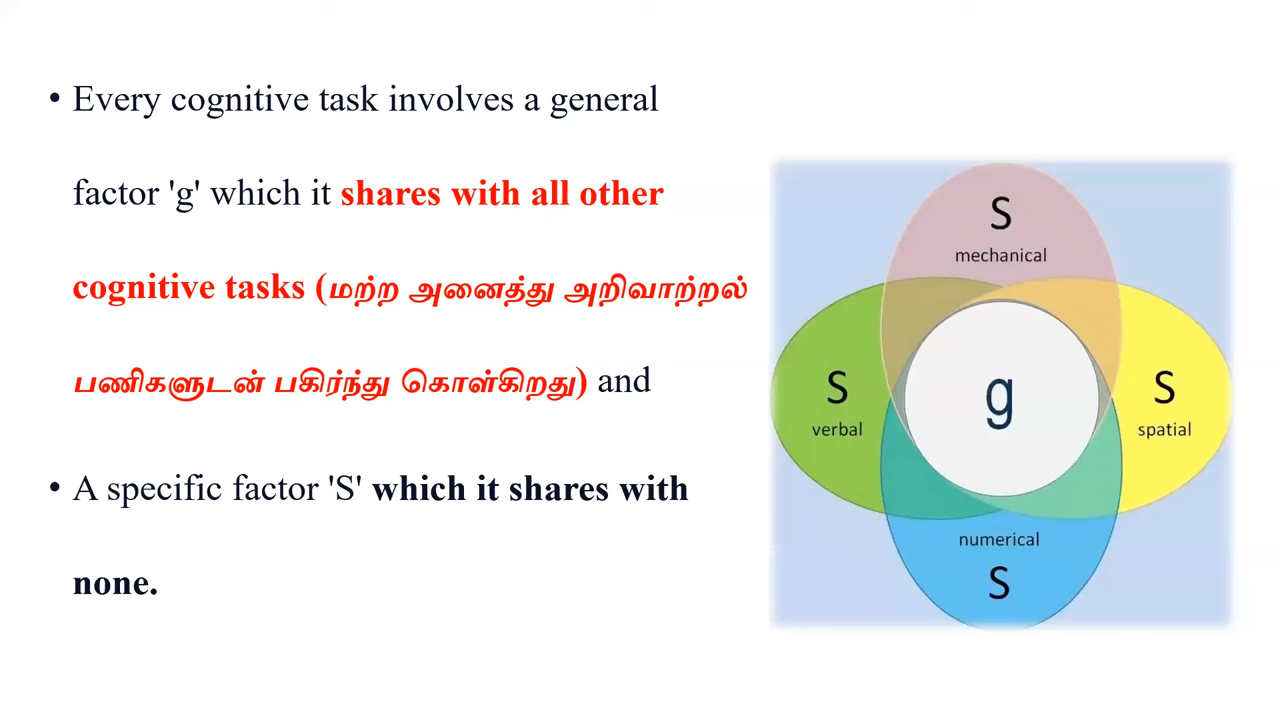 • Every cognitive task involves a general
factor 'g' which it shares with all other
cognitive tasks (மற்ற அனைத்து அறிவாற்றல்
பணிகளுடன் பகிர்ந்து கொள்கிறது) and
• A specific factor 'S' which it shares with
none.
S
mechanical
S
verbal
g
S
spatial
numerical
S